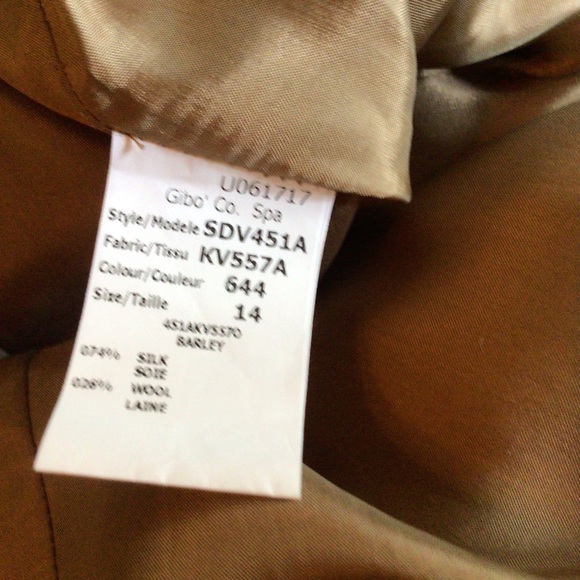 U061717
Gibo' Co. Spa
Style/Modele SDV451A
Fabric/Tissu KV557A
Colour/Couleur 644
Size/Taille 14
451AKV5570
BARLEY
074% SILK
SOIE
026% WOOL
LAINE